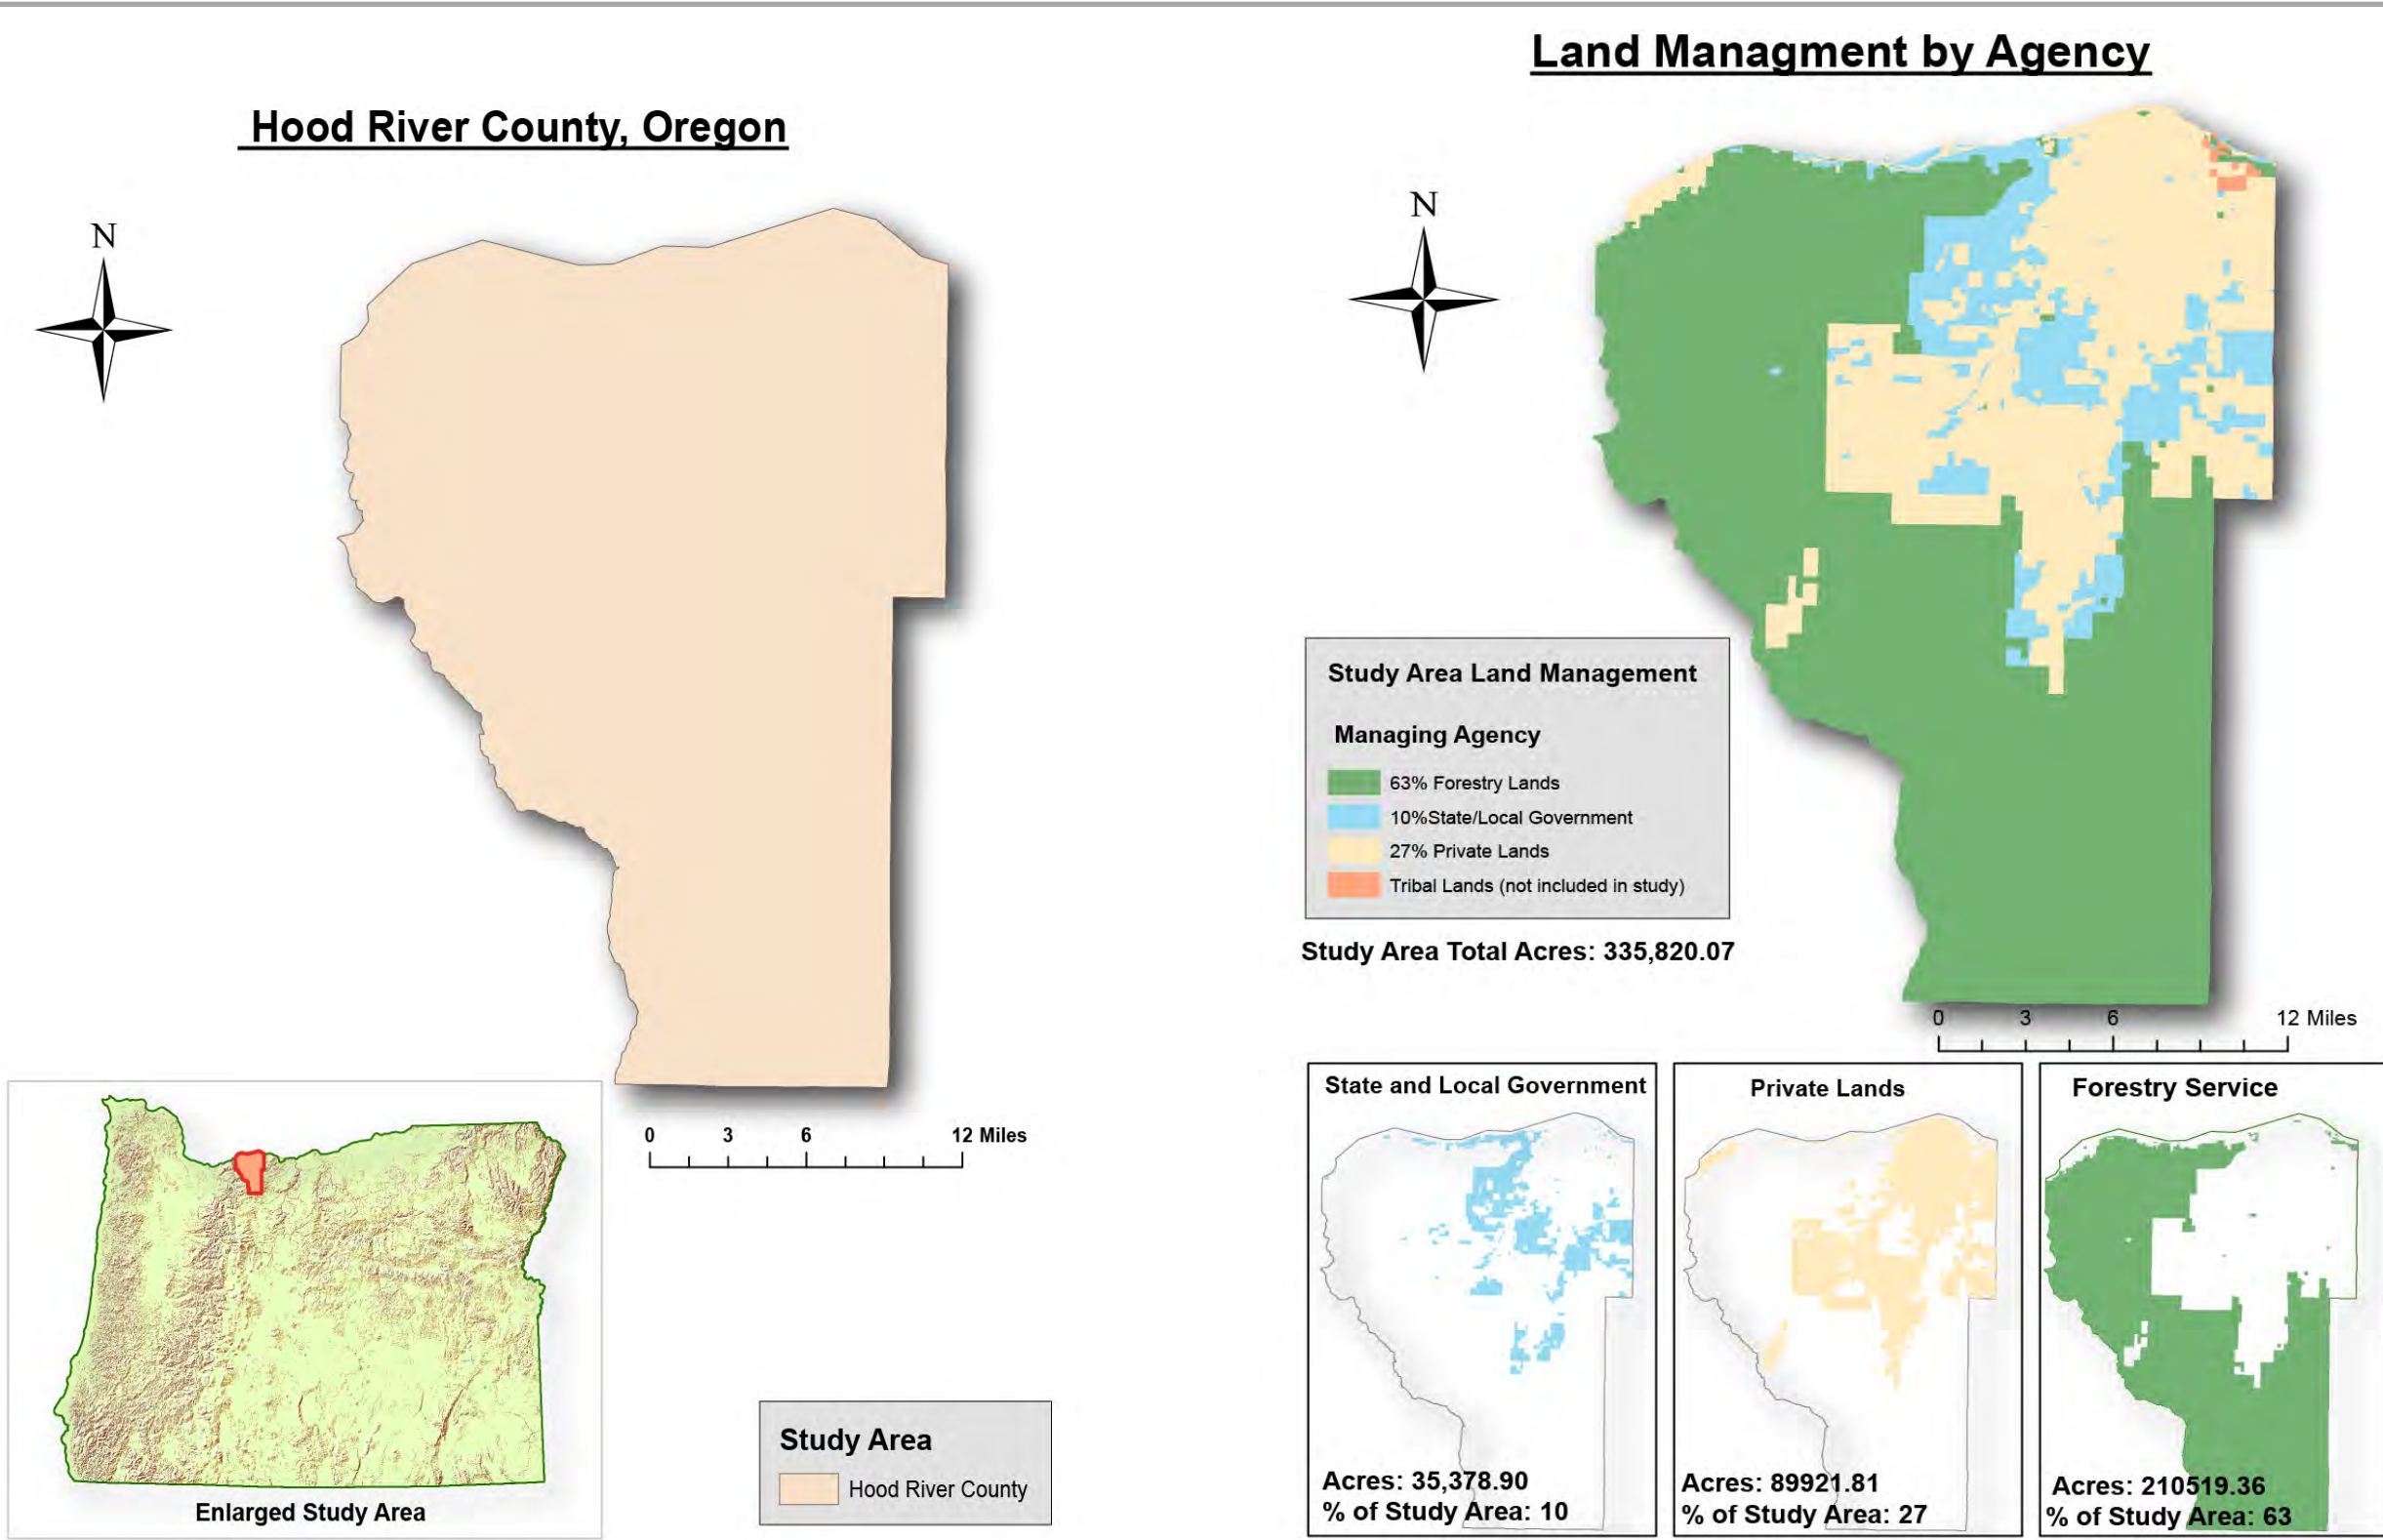 Hood River County, Oregon
N
0 3 6 12 Miles
Enlarged Study Area
Study Area
Hood River County
Land Managment by Agency
N
Study Area Land Management
Managing Agency
63% Forestry Lands
10%State/Local Government
27% Private Lands
Tribal Lands (not included in study)
Study Area Total Acres: 335,820.07
0 3 6 12 Miles
State and Local Government
Acres: 35,378.90
% of Study Area: 10
Private Lands
Acres: 89921.81
% of Study Area: 27
Forestry Service
Acres: 210519.36
% of Study Area: 63